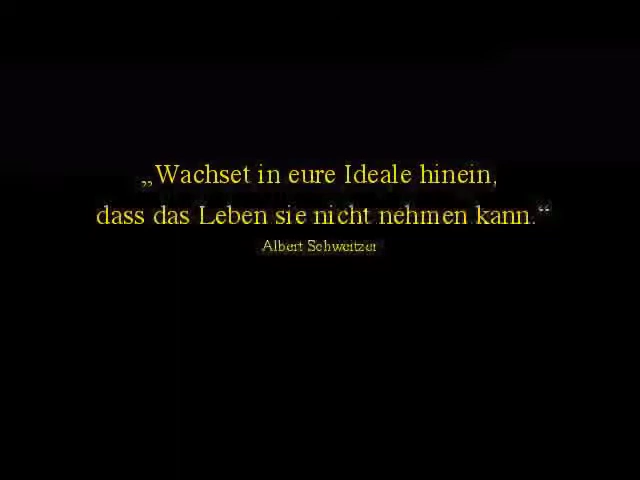 „Wachset in eure Ideale hinein,
dass das Leben sie nicht nehmen kann.“
Albert Schweitzer